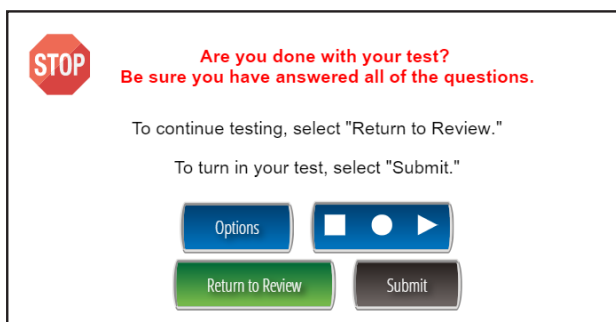 STOP
Are you done with your test?
Be sure you have answered all of the questions.
To continue testing, select "Return to Review."
To turn in your test, select "Submit."
Options
Return to Review
Submit